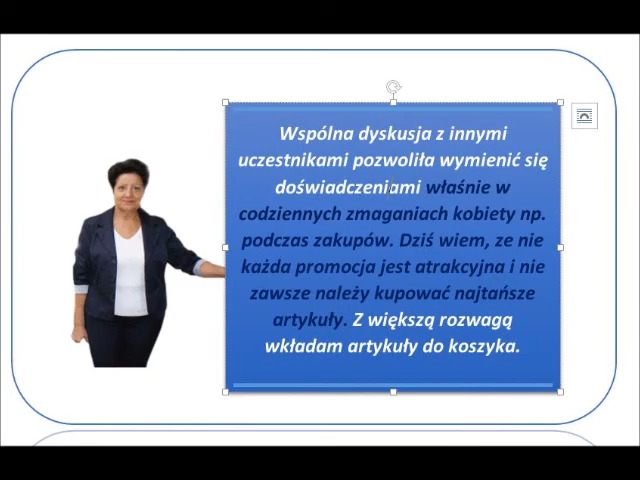 Wspólna dyskusja z innymi
uczestnikami pozwoliła wymienić się
doświadczeniami właśnie w
codziennych zmaganiach kobiety np.
podczas zakupów. Dziś wiem, ze nie
każda promocja jest atrakcyjna i nie
zawsze należy kupować najtańsze
artykuły. Z większą rozwagą
wkładam artykuły do koszyka.